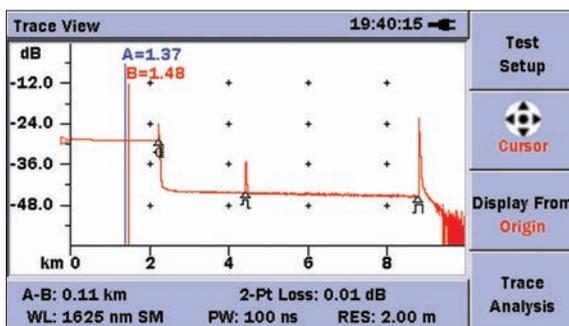 Trace View 19:40:15
dB
A=1.37
B=1.48
-12.0
-24.0
-36.0
-48.0
km 0 2 4 6 8
A-B: 0.11 km 2-Pt Loss: 0.01 dB
WL: 1625 nm SM PW: 100 ns RES: 2.00 m
Test
Setup
Cursor
Display From
Origin
Trace
Analysis